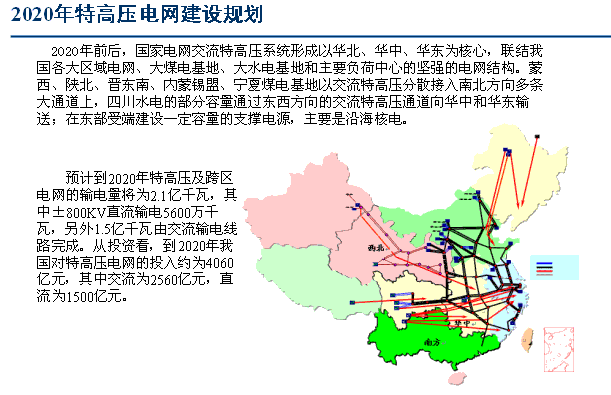 2020年特高压电网建设规划
2020年前后，国家电网交流特高压系统形成以华北、华中、华东为核心，联结我
国各大区域电网、大煤电基地、大水电基地和主要负荷中心的坚强的电网结构。蒙
西、陕北、晋东南、内蒙锡盟、宁夏煤电基地以交流特高压分散接入南北方向多条
大通道上，四川水电的部分容量通过东西方向的交流特高压通道向华中和华东输
送；在东部受端建设一定容量的支撑电源，主要是沿海核电。
预计到2020年特高压及跨区
电网的输电量将为2.1亿千瓦，其
中士800KV直流输电5600万千
瓦，另外1.5亿千瓦由交流输电线
路完成。从投资看，到2020年我
国对特高压电网的投入约为4060
亿元，其中交流为2560亿元，直
流为1500亿元。
西北
华中
南方